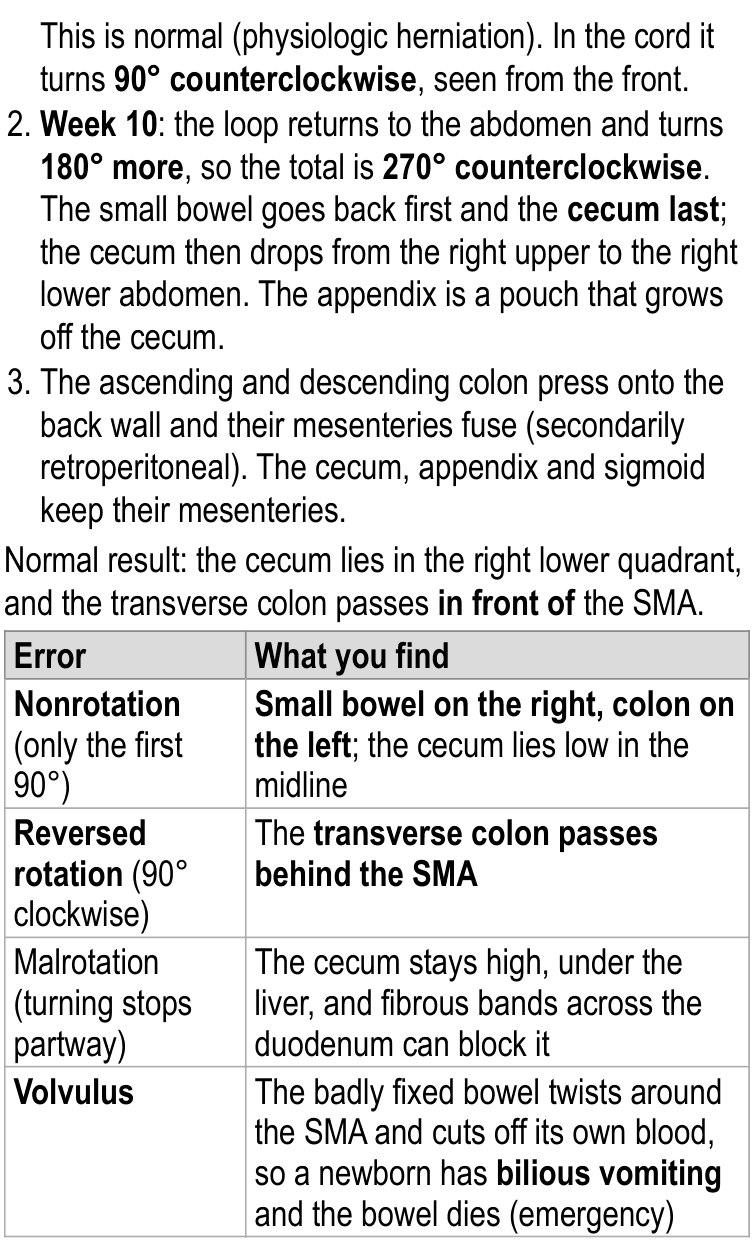 This is normal (physiologic herniation). In the cord it
turns 90° counterclockwise, seen from the front.
2. Week 10: the loop returns to the abdomen and turns
180° more, so the total is 270° counterclockwise.
The small bowel goes back first and the cecum last;
the cecum then drops from the right upper to the right
lower abdomen. The appendix is a pouch that grows
off the cecum.
3. The ascending and descending colon press onto the
back wall and their mesenteries fuse (secondarily
retroperitoneal). The cecum, appendix and sigmoid
keep their mesenteries.
Normal result: the cecum lies in the right lower quadrant,
and the transverse colon passes in front of the SMA.
Error
What you find
Nonrotation
(only the first
90°)
Small bowel on the right, colon on
the left; the cecum lies low in the
midline
Reversed
rotation (90°
clockwise)
The transverse colon passes
behind the SMA
Malrotation
(turning stops
partway)
The cecum stays high, under the
liver, and fibrous bands across the
duodenum can block it
Volvulus
The badly fixed bowel twists around
the SMA and cuts off its own blood,
so a newborn has bilious vomiting
and the bowel dies (emergency)